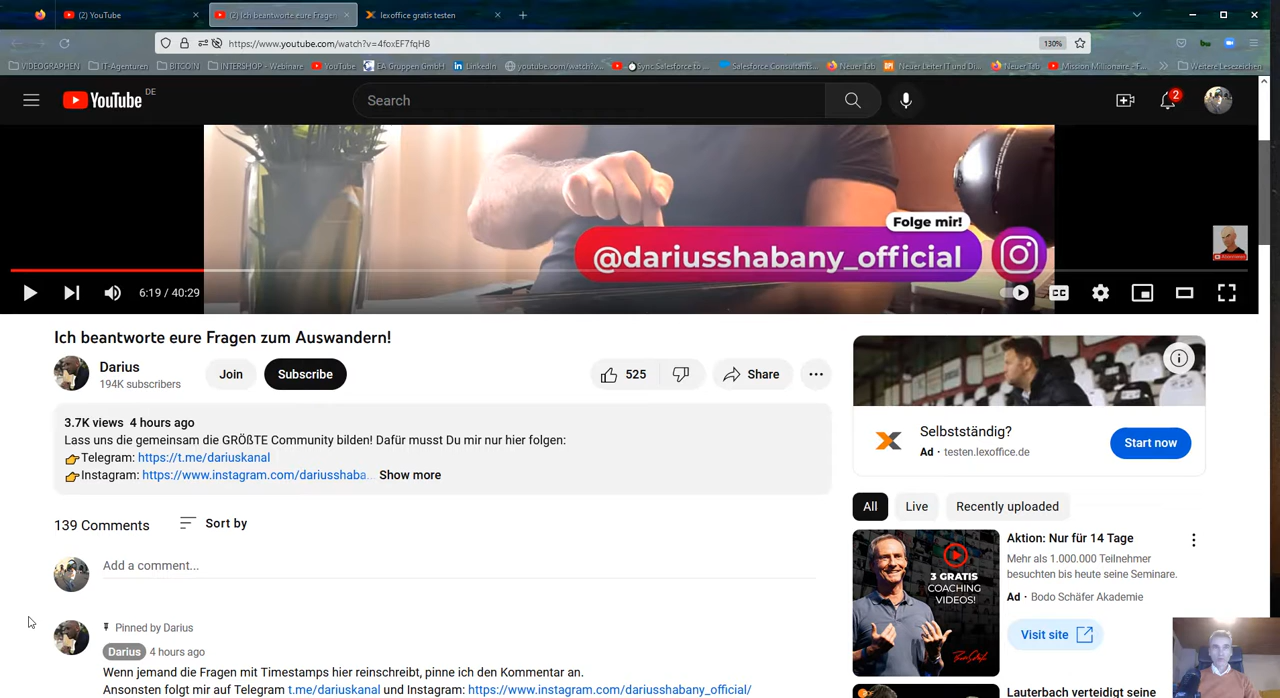 (2) YouTube
(2) Ich beantworte eure Fragen
lexoffice gratis testen
https://www.youtube.com/watch?v=4foxEF7fqH8
130%
VIDEOGRAPHEN
IT-Agenturen
BITCOIN
INTERSHOP - Webinare
YouTube
EA Gruppen GmbH
LinkedIn
youtube.com/watch?v...
Sync Salesforce to ...
Salesforce Consultants...
Neuer Tab
Neuer Leiter IT und Di...
Neuer Tab
Mission Millionaire - F...
Weitere Lesezeichen
YouTube DE
Search
2
Folge mir!
@dariusshabany_official
6:19 / 40:29
CC
Ich beantworte eure Fragen zum Auswandern!
Darius
194K subscribers
Join
Subscribe
525
Share
3.7K views 4 hours ago
Lass uns die gemeinsam die GRÖßTE Community bilden! Dafür musst Du mir nur hier folgen:
👉Telegram: https://t.me/dariuskanal
👉Instagram: https://www.instagram.com/dariusshaba... Show more
139 Comments
Sort by
Add a comment...
Pinned by Darius
Darius 4 hours ago
Wenn jemand die Fragen mit Timestamps hier reinschreibt, pinne ich den Kommentar an.
Ansonsten folgt mir auf Telegram t.me/dariuskanal und Instagram: https://www.instagram.com/dariusshabany_official/
Selbstständig?
Ad · testen.lexoffice.de
Start now
All
Live
Recently uploaded
3 GRATIS
COACHING
VIDEOS!
Aktion: Nur für 14 Tage
Mehr als 1.000.000 Teilnehmer
besuchten bis heute seine Seminare.
Ad · Bodo Schäfer Akademie
Visit site
Lauterbach verteidigt seine